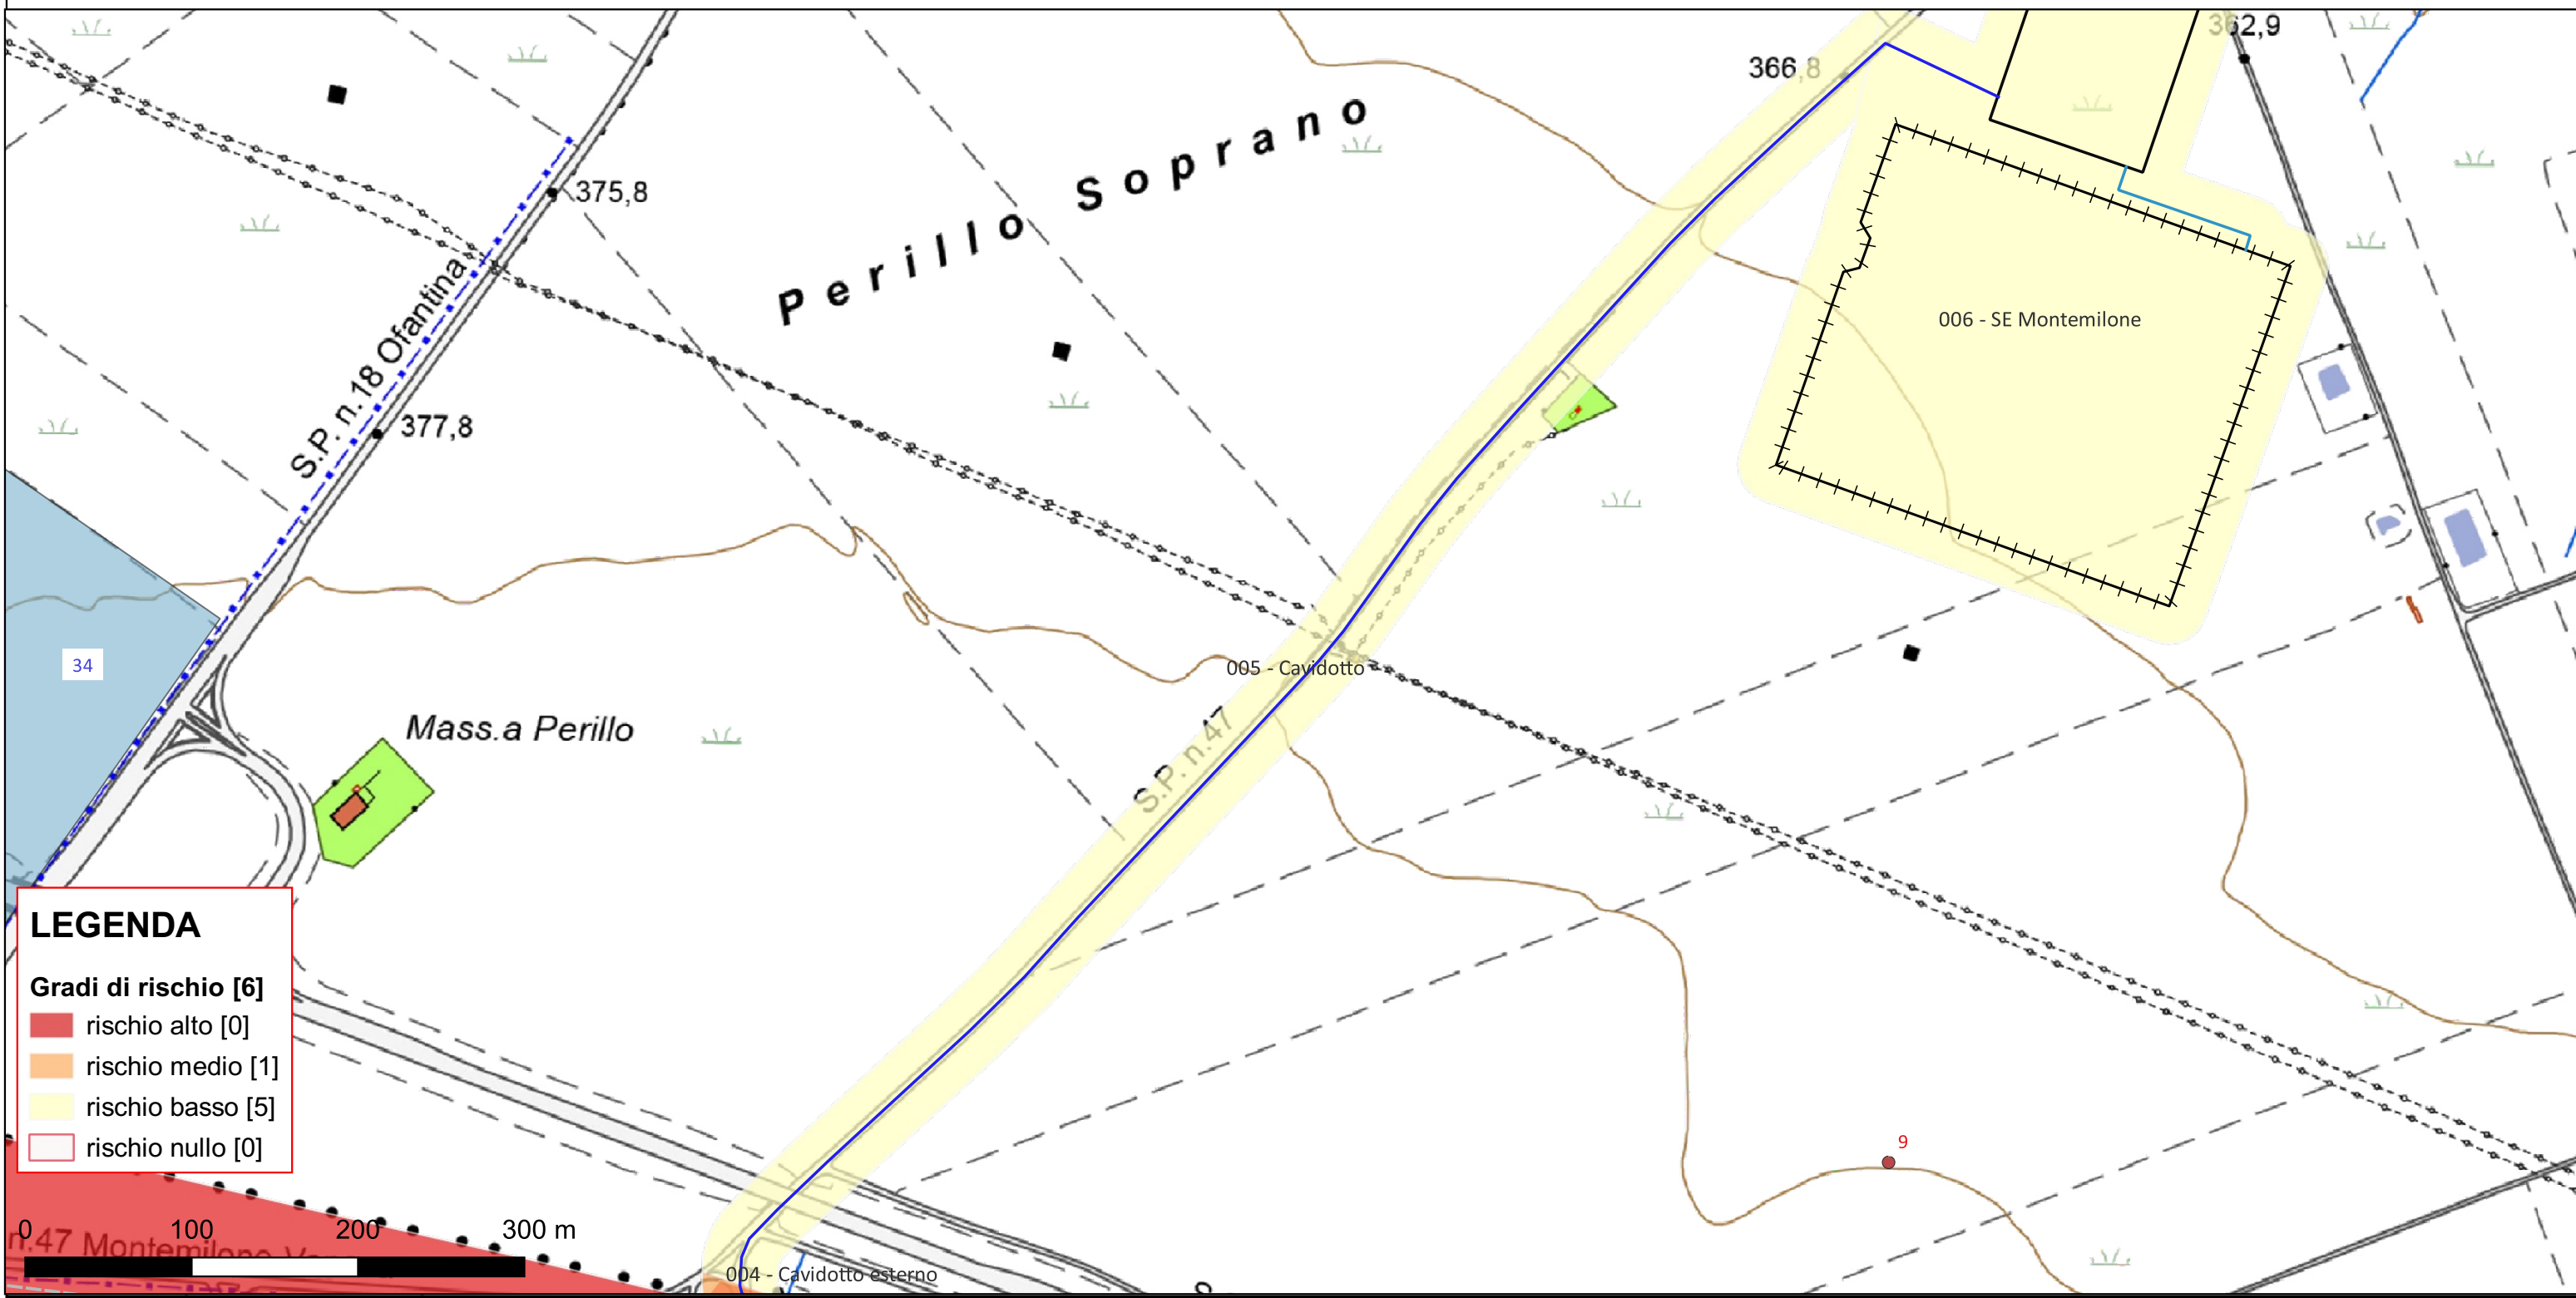 362,9
366,8
Perillo Soprano
375,8
S.P. n.18 Ofantina
377,8
006 - SE Montemilone
34
005 - Cavidotto
Mass.a Perillo
S.P. n.47
LEGENDA
Gradi di rischio [6]
rischio alto [0]
rischio medio [1]
rischio basso [5]
rischio nullo [0]
9
0 100 200 300 m
n.47 Montemilone
004 - Cavidotto esterno